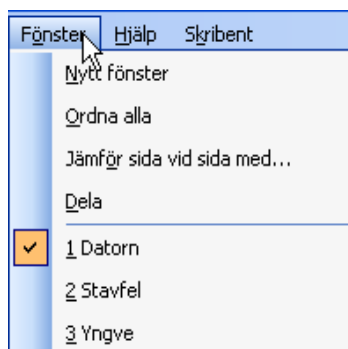 Fönster Hjälp Skribent
Nytt fönster
Ordna alla
Jämför sida vid sida med...
Dela
1 Datorn
2 Stavfel
3 Yngve